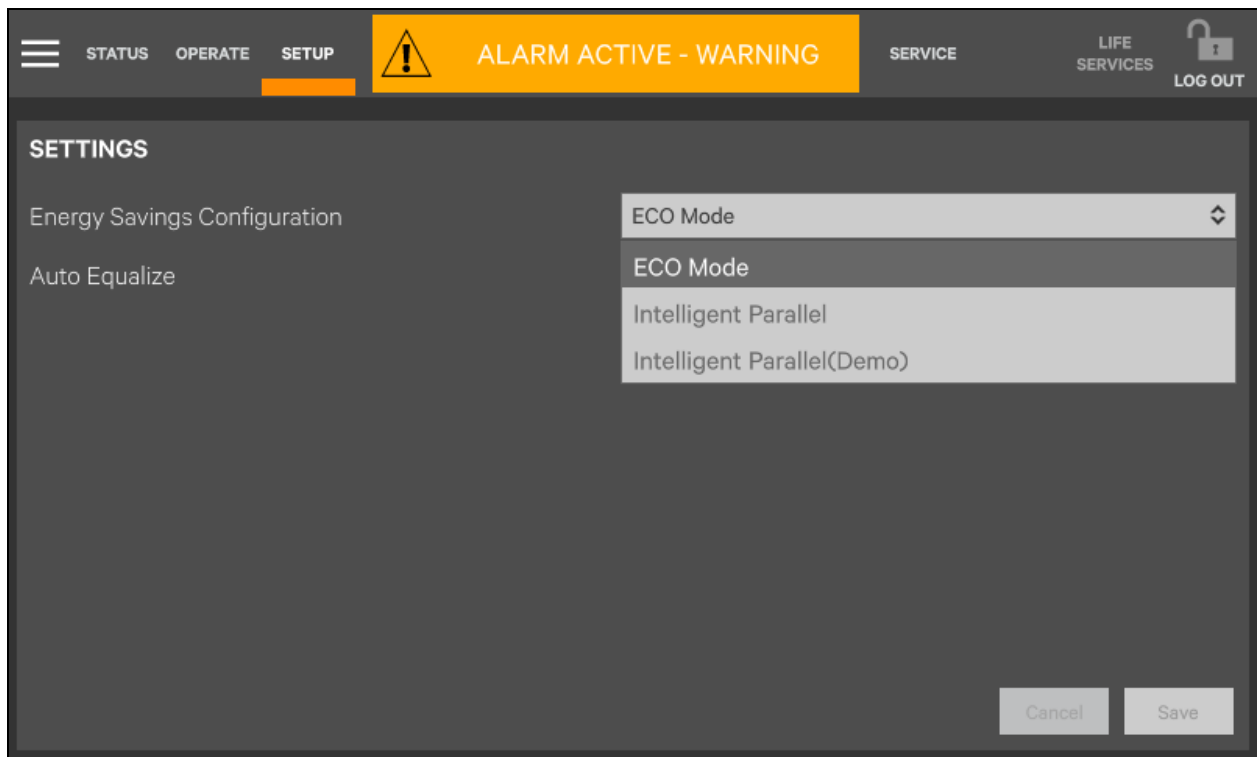 STATUS OPERATE SETUP ALARM ACTIVE - WARNING SERVICE LIFE
SERVICES
LOG OUT
SETTINGS
Energy Savings Configuration ECO Mode
ECO Mode
Auto Equalize
Intelligent Parallel
Intelligent Parallel(Demo)
Cancel Save